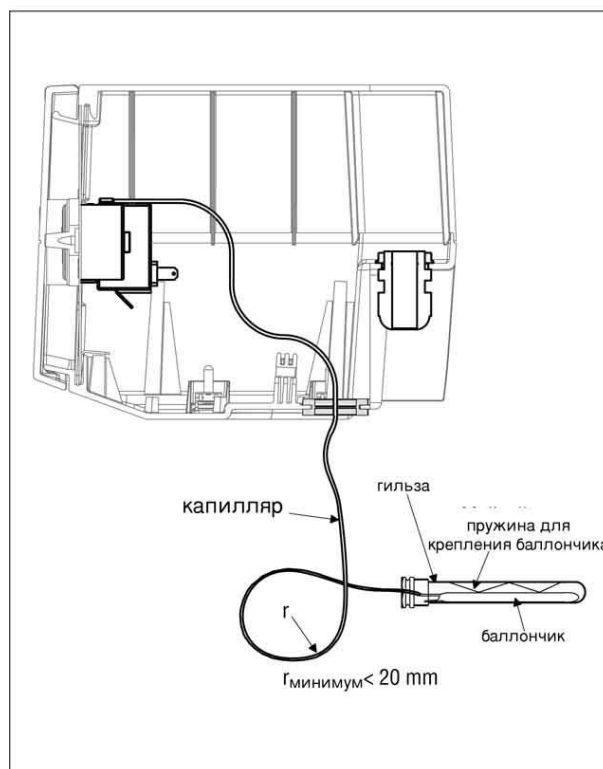 гильза
пружина для
крепления баллончика
капилляр
баллончик
r
rминимум< 20 mm